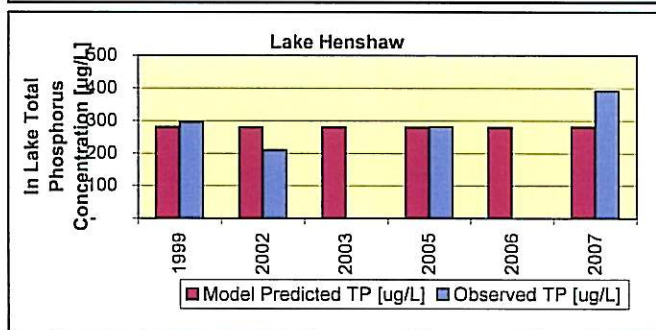 Lake Henshaw
In Lake Total
Phosphorus
Concentration [µg/L]
500
400
300
200
100
-
1999
2002
2003
2005
2006
2007
Model Predicted TP [ug/L] Observed TP [ug/L]